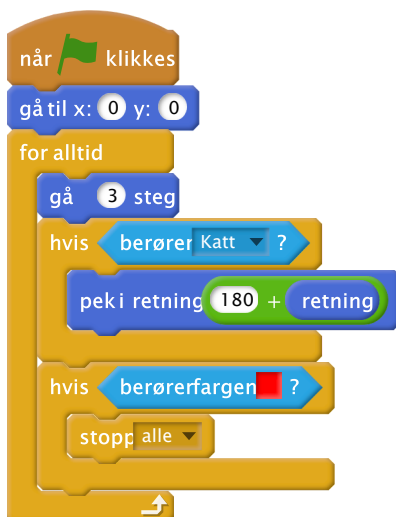 når klikkes
gå til x: 0 y: 0
for alltid
gå 3 steg
hvis berører Katt ?
pek i retning 180 + retning
hvis berørerfargen ?
stopp alle